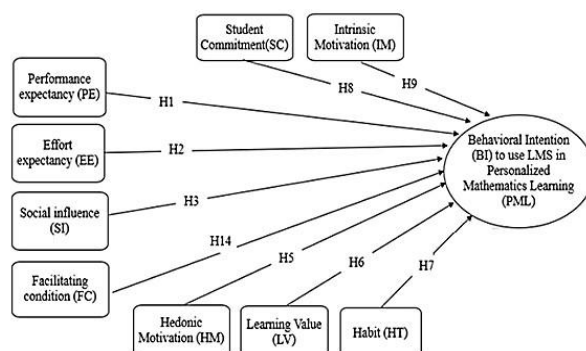 Student
Commitment(SC)
Intrinsic
Motivation (IM)
H8
H9
Performance
expectancy (PE)
H1
Effort
expectancy (EE)
H2
Behavioral Intention
(BI) to use LMS in
Personalized
Mathematics Learning
(PML)
Social influence
(SI)
H3
H14
Facilitating
condition (FC)
H5
H6
H7
Hedonic
Motivation (HM)
Learning Value
(LV)
Habit (HT)